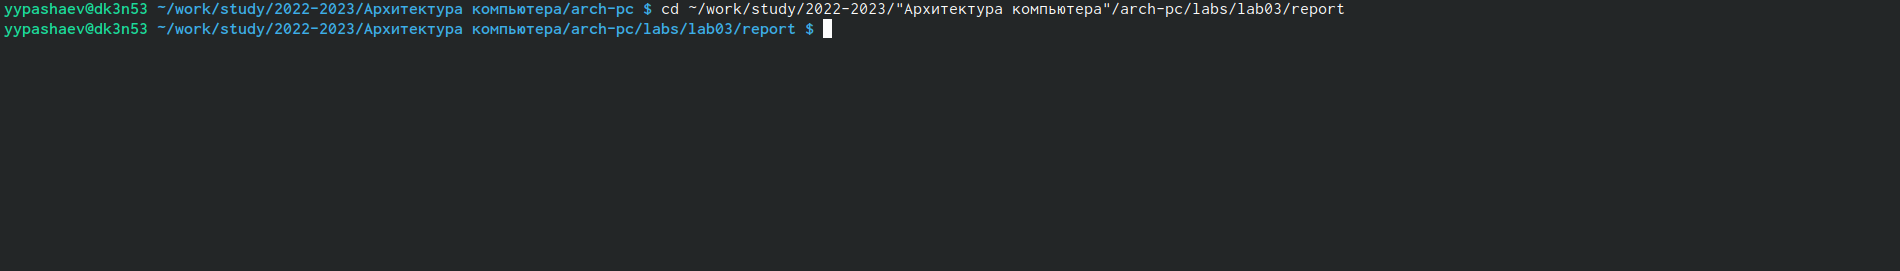 yypashaev@dk3n53 ~/work/study/2022-2023/Архитектура компьютера/arch-pc $ cd ~/work/study/2022-2023/"Архитектура компьютера"/arch-pc/labs/lab03/report
yypashaev@dk3n53 ~/work/study/2022-2023/Архитектура компьютера/arch-pc/labs/lab03/report $